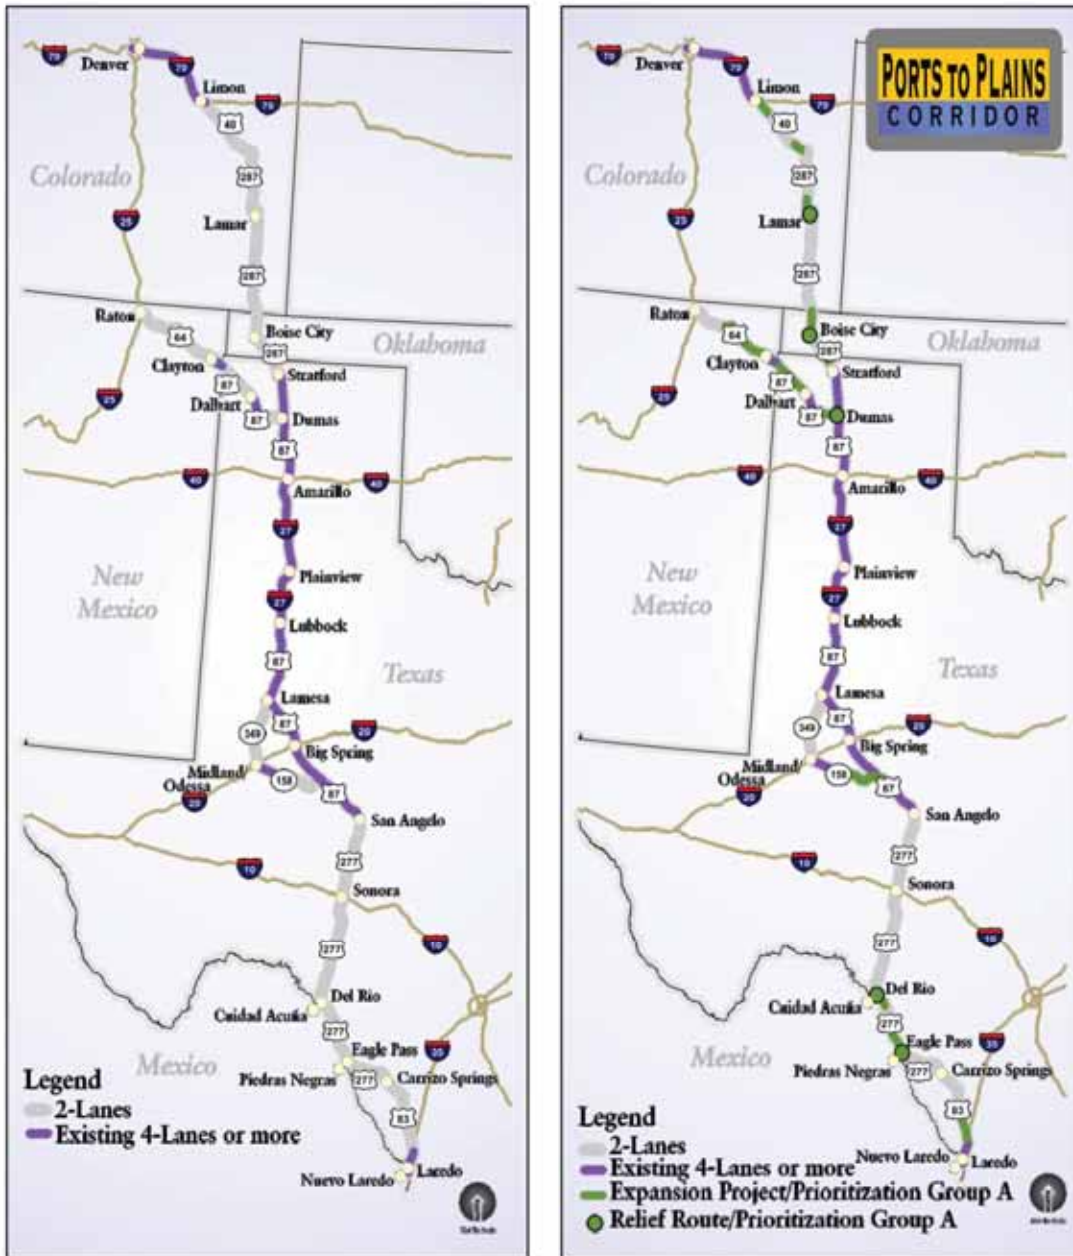 70
Denver
70
Limon
70
40
Colorado
287
25
Lamar
287
Raton
Boise City
64
Oklahoma
287
Clayton
Stratford
87
25
Dalhart
Dumas
87
87
40
40
Amarillo
27
New
Mexico
Plainview
27
Lubbock
87
Texas
Lamesa
87
349
20
Big Spring
Midland/
Odessa
158
87
20
San Angelo
277
10
Sonora
277
10
Del Rio
Cuidad Acuña
277
Eagle Pass
35
Mexico
Piedras Negras
277
Carrizo Springs
83
Legend
2-Lanes
Existing 4-Lanes or more
Laredo
Nuevo Laredo
PORTS TO PLAINS
CORRIDOR
70
Denver
70
Limon
70
40
Colorado
287
25
Lamar
287
Raton
Boise City
64
Oklahoma
287
Clayton
Stratford
87
25
Dalhart
Dumas
87
87
40
40
Amarillo
27
New
Mexico
Plainview
27
Lubbock
87
Texas
Lamesa
87
349
20
Big Spring
Midland/
Odessa
158
87
20
San Angelo
277
10
Sonora
277
10
Del Rio
Cuidad Acuña
277
Eagle Pass
35
Mexico
Piedras Negras
277
Carrizo Springs
83
Legend
2-Lanes
Existing 4-Lanes or more
Expansion Project/Prioritization Group A
Relief Route/Prioritization Group A
Nuevo Laredo
Laredo